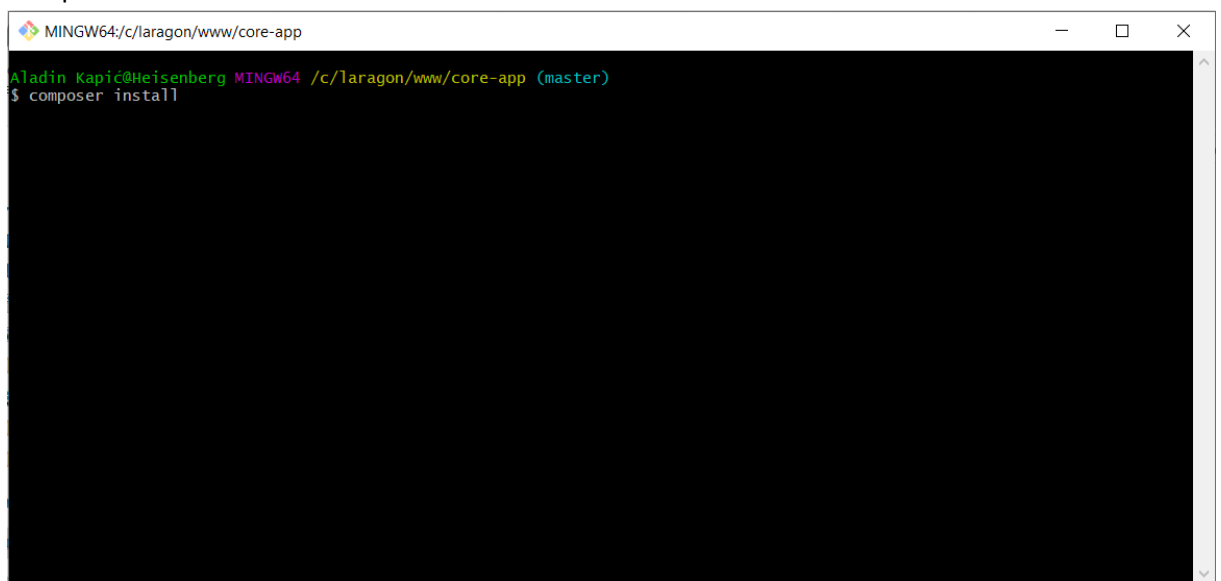 MINGW64:/c/laragon/www/core-app
Aladin Kapić@Heisenberg MINGW64 /c/laragon/www/core-app (master)
$ composer install